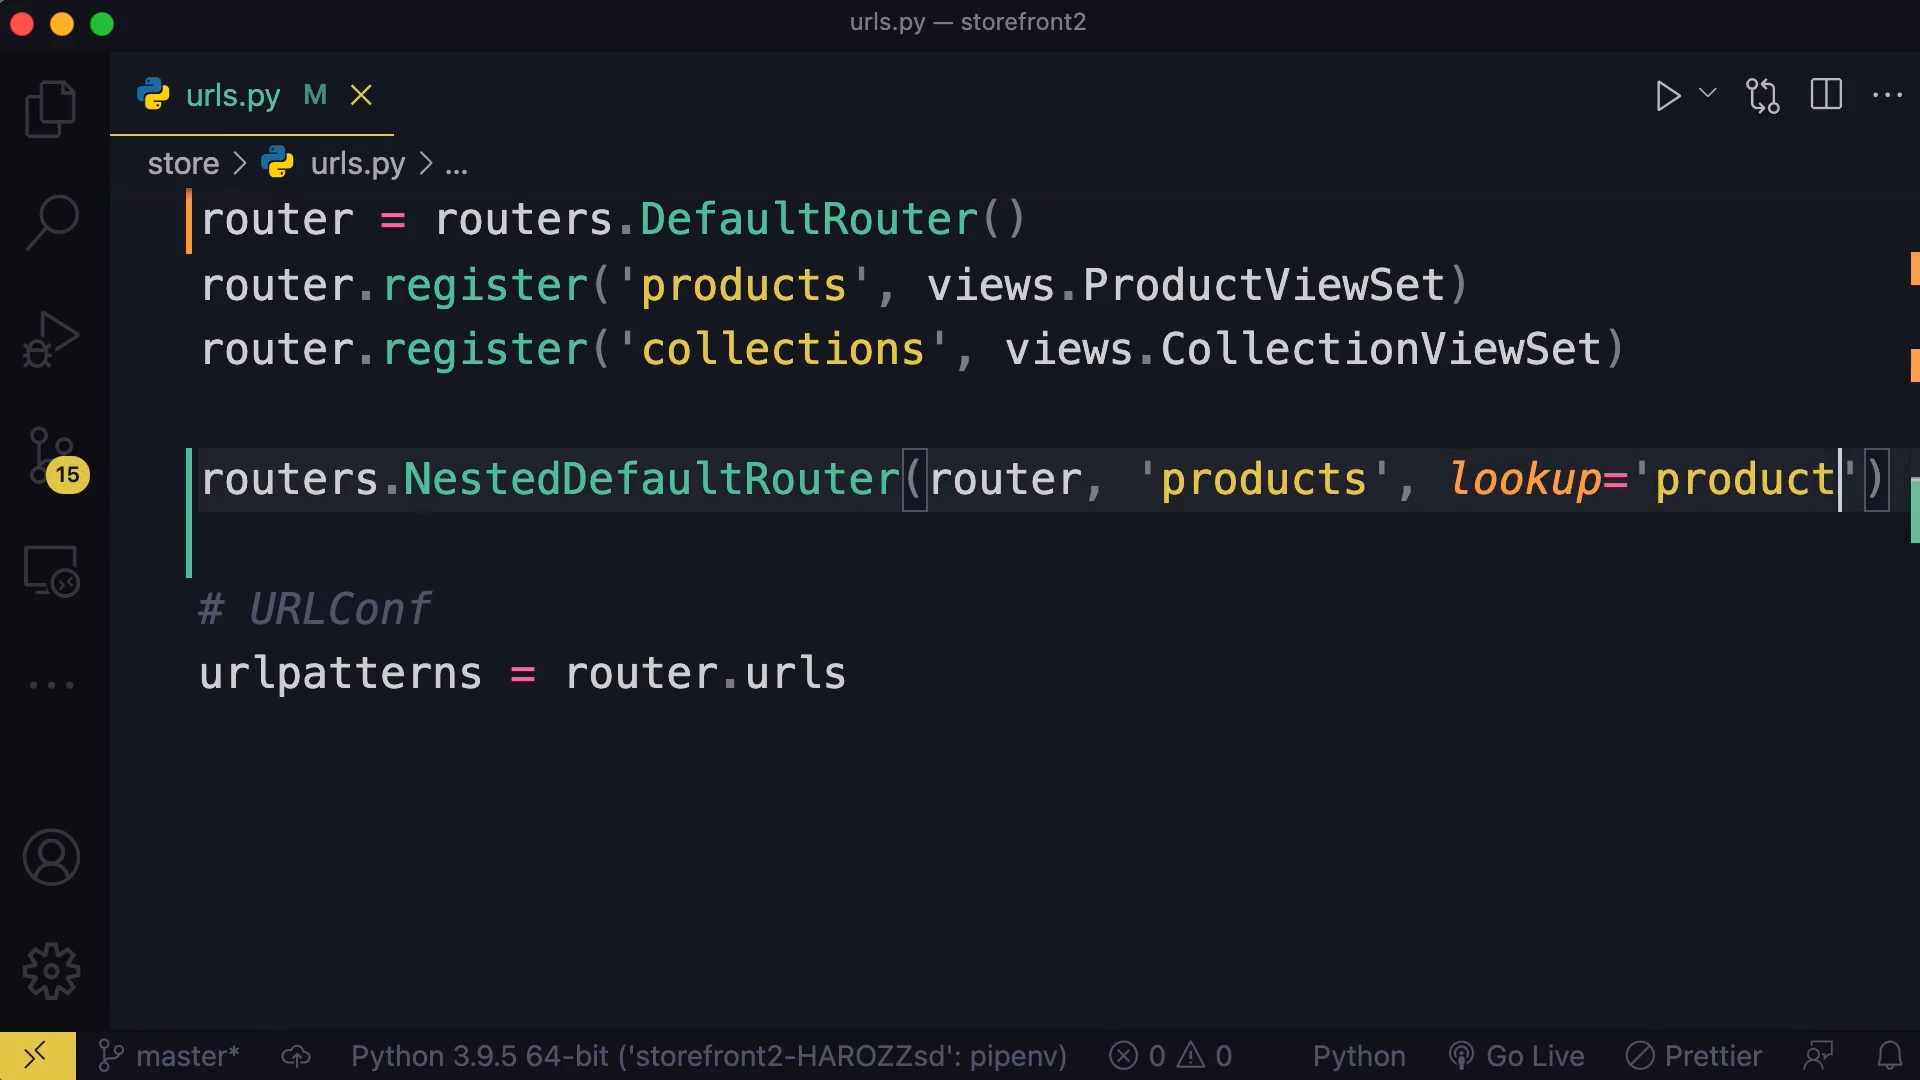 urls.py — storefront2
urls.py M
store > urls.py > ...
router = routers.DefaultRouter()
router.register('products', views.ProductViewSet)
router.register('collections', views.CollectionViewSet)
routers.NestedDefaultRouter(router, 'products', lookup='product')
# URLConf
urlpatterns = router.urls
15
master* Python 3.9.5 64-bit ('storefront2-HAROZZsd': pipenv) 0 0 Python Go Live Prettier